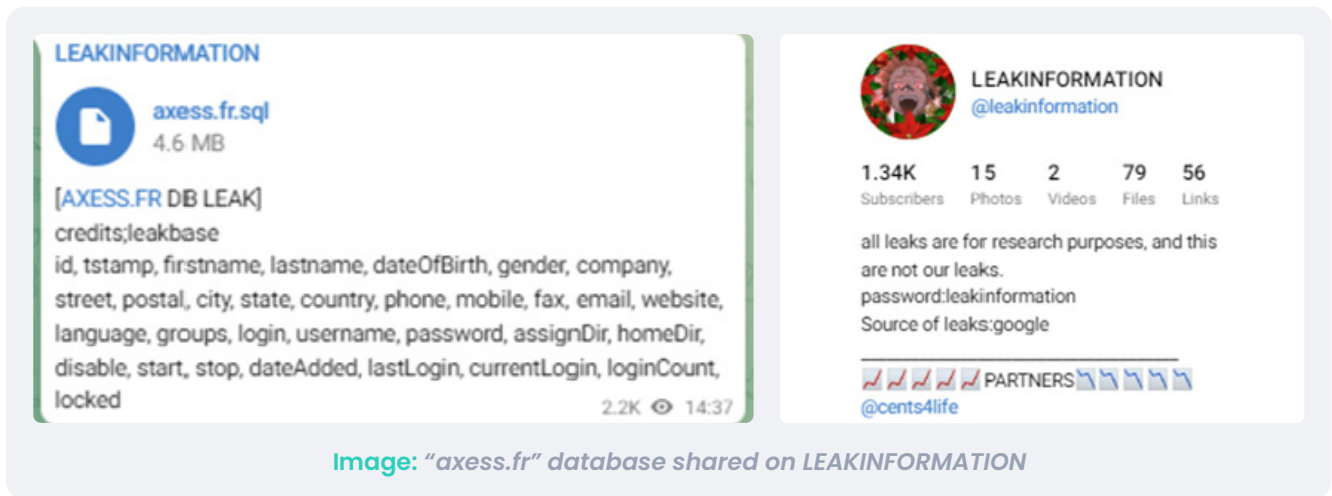 LEAKINFORMATION
axess.fr.sql
4.6 MB
[AXESS.FR DB LEAK]
credits;leakbase
id, tstamp, firstname, lastname, dateOfBirth, gender, company,
street, postal, city, state, country, phone, mobile, fax, email, website,
language, groups, login, username, password, assignDir, homeDir,
disable, start, stop, dateAdded, lastLogin, currentLogin, loginCount,
locked
2.2K 14:37
LEAKINFORMATION
@leakinformation
1.34K 15 2 79 56
Subscribers Photos Videos Files Links
all leaks are for research purposes, and this
are not our leaks.
password:leakinformation
Source of leaks:google
PARTNERS
@cents4life
Image: “axess.fr” database shared on LEAKINFORMATION